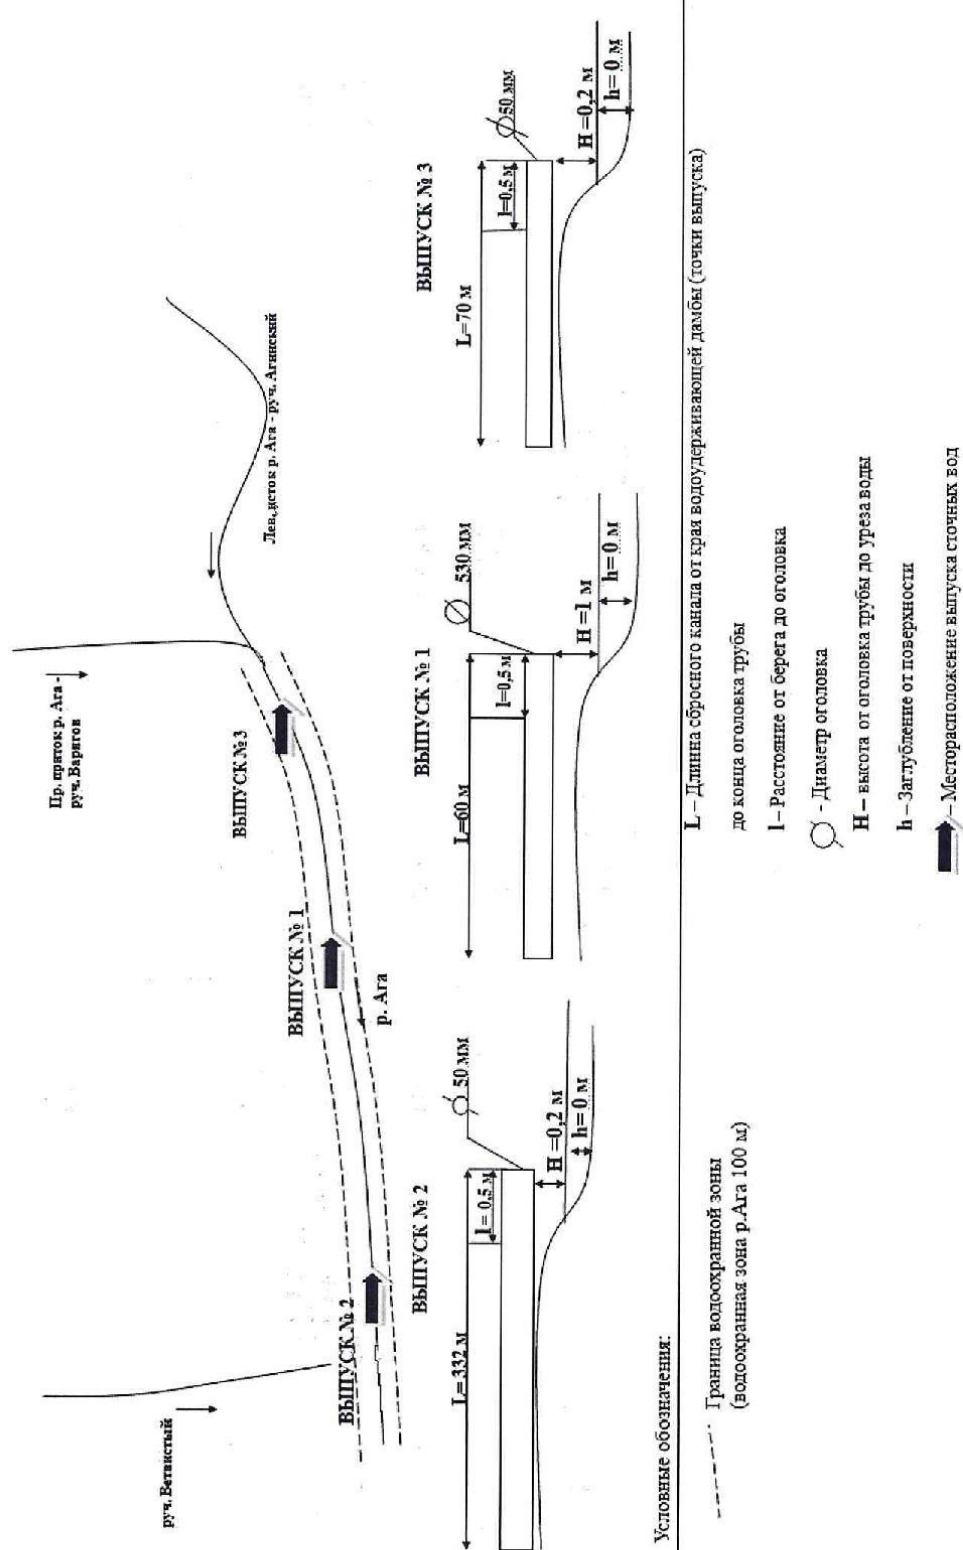 Пр. приток р. Ага -
руч. Варягов
руч. Ветвистый
Лев. исток р. Ага - руч. Агинский
ВЫПУСК № 2
ВЫПУСК № 1
ВЫПУСК №3
р. Ага
ВЫПУСК № 2
L=332 м
l = 0,5 м
50 мм
H =0,2 м
h= 0 м
ВЫПУСК № 1
L=60 м
l=0,5 м
530 мм
H =1 м
h= 0 м
ВЫПУСК № 3
L=70 м
l=0,5м
50 мм
H =0,2 м
h= 0 м
Условные обозначения:
Граница водоохранной зоны
(водоохранная зона р.Ага 100 м)
L – Длинна сбросного канала от края водоудерживающей дамбы (точки выпуска)
до конца оголовка трубы
l – Расстояние от берега до оголовка
- Диаметр оголовка
H – высота от оголовка трубы до уреза воды
h – Заглубление от поверхности
– Месторасположение выпуска сточных вод